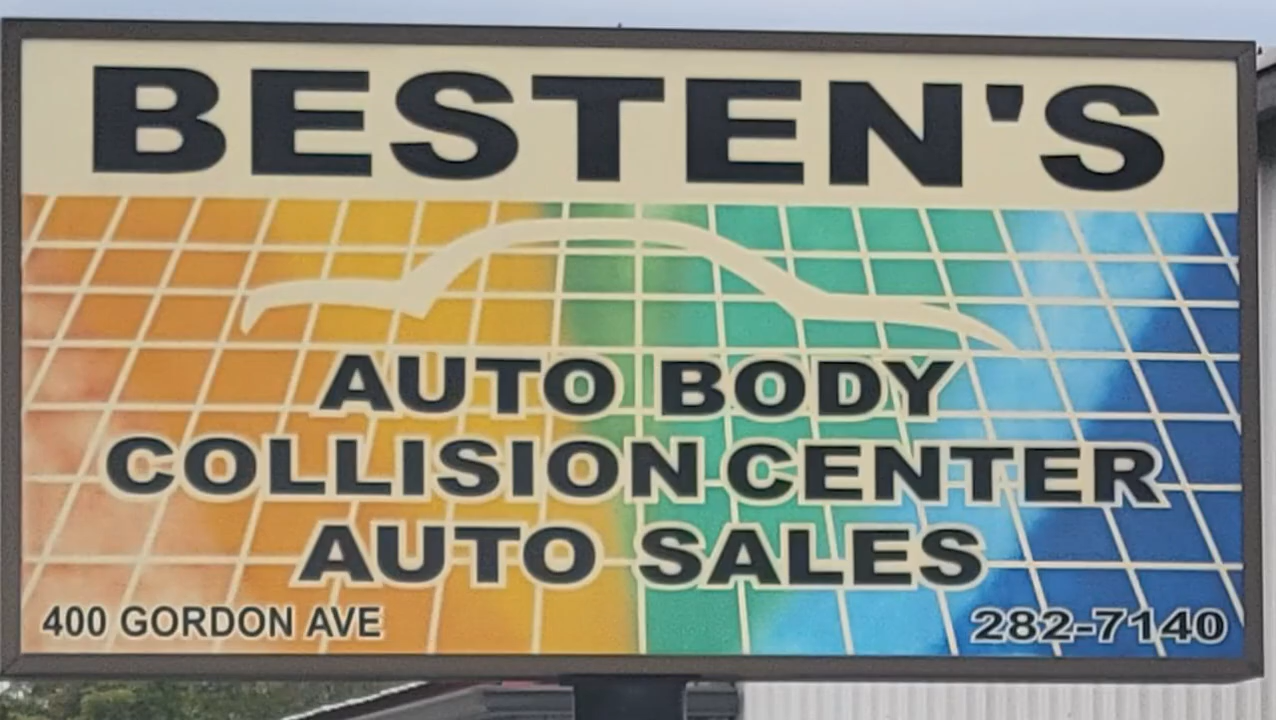 BESTEN'S
AUTO BODY
COLLISION CENTER
AUTO SALES
400 GORDON AVE
282-7140